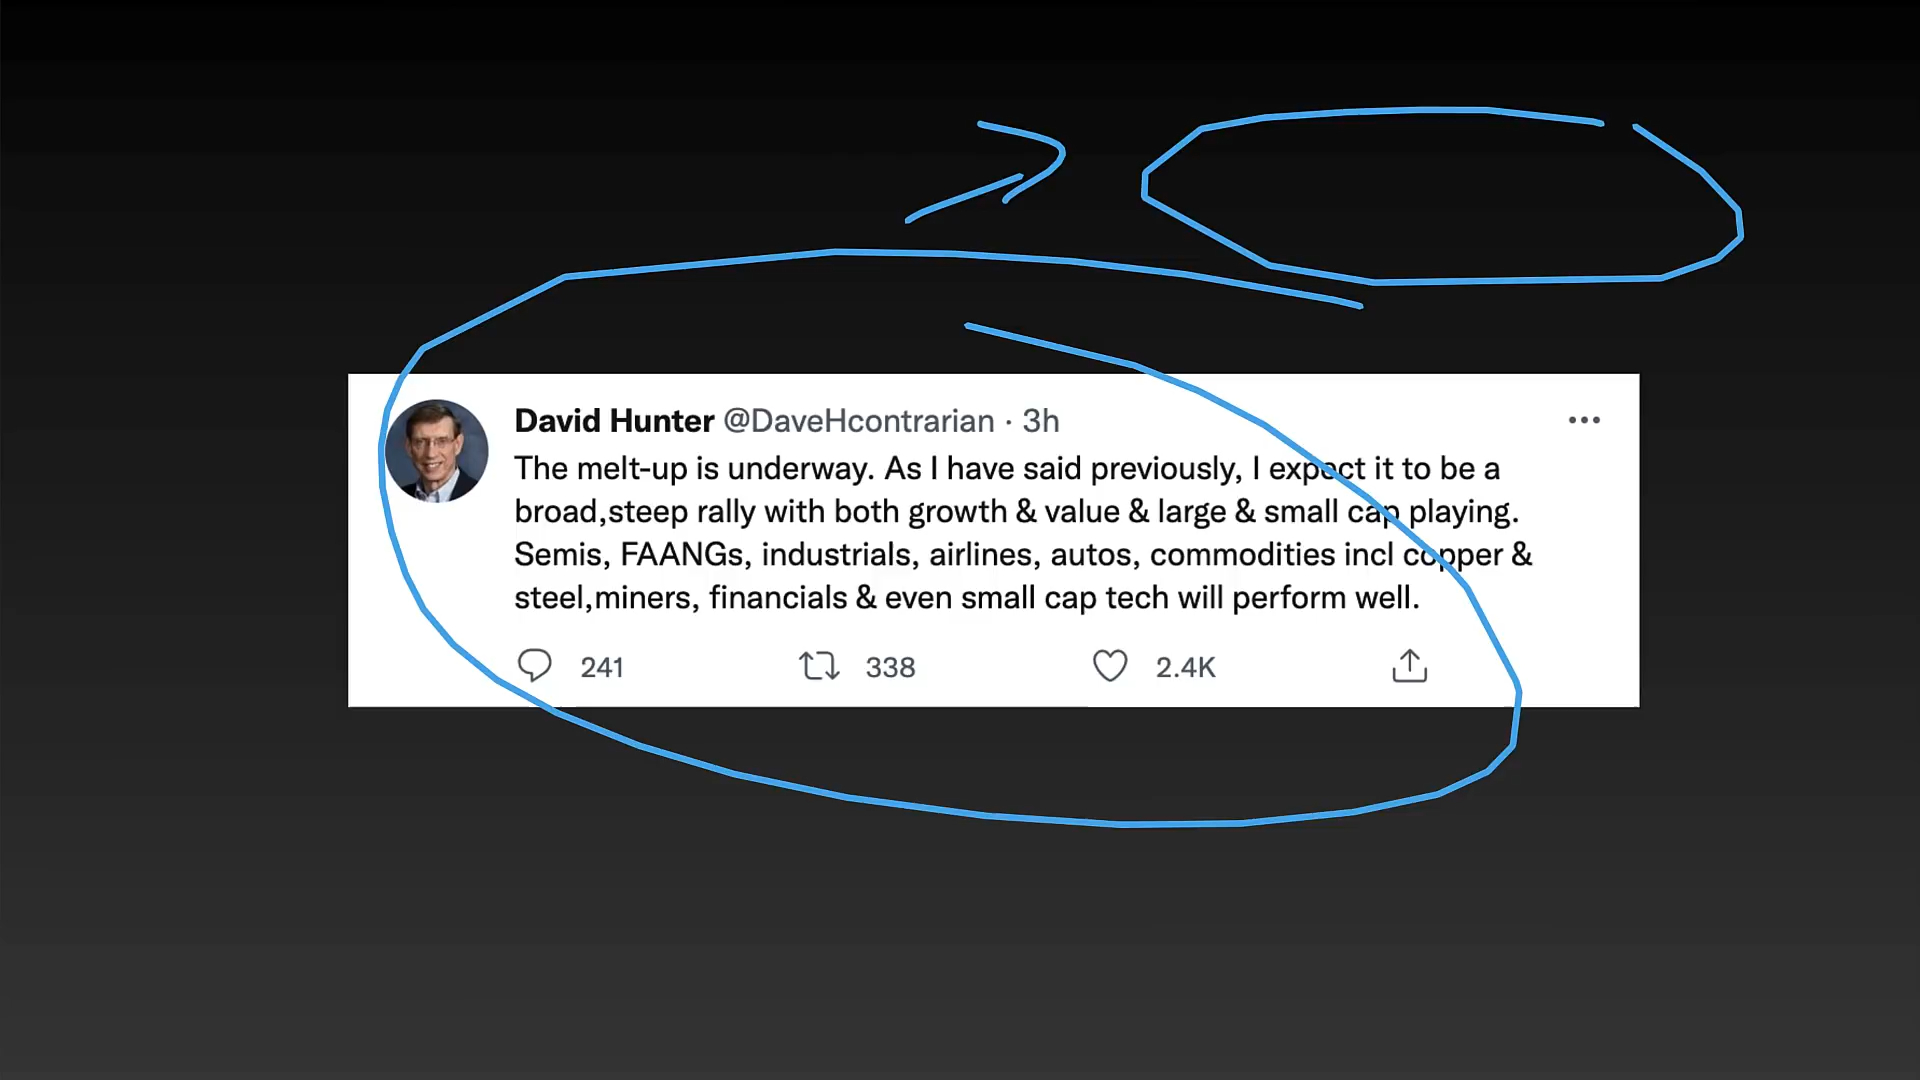 David Hunter @DaveHcontrarian · 3h
The melt-up is underway. As I have said previously, I expect it to be a
broad,steep rally with both growth & value & large & small cap playing.
Semis, FAANGs, industrials, airlines, autos, commodities incl copper &
steel,miners, financials & even small cap tech will perform well.
241 338 2.4K